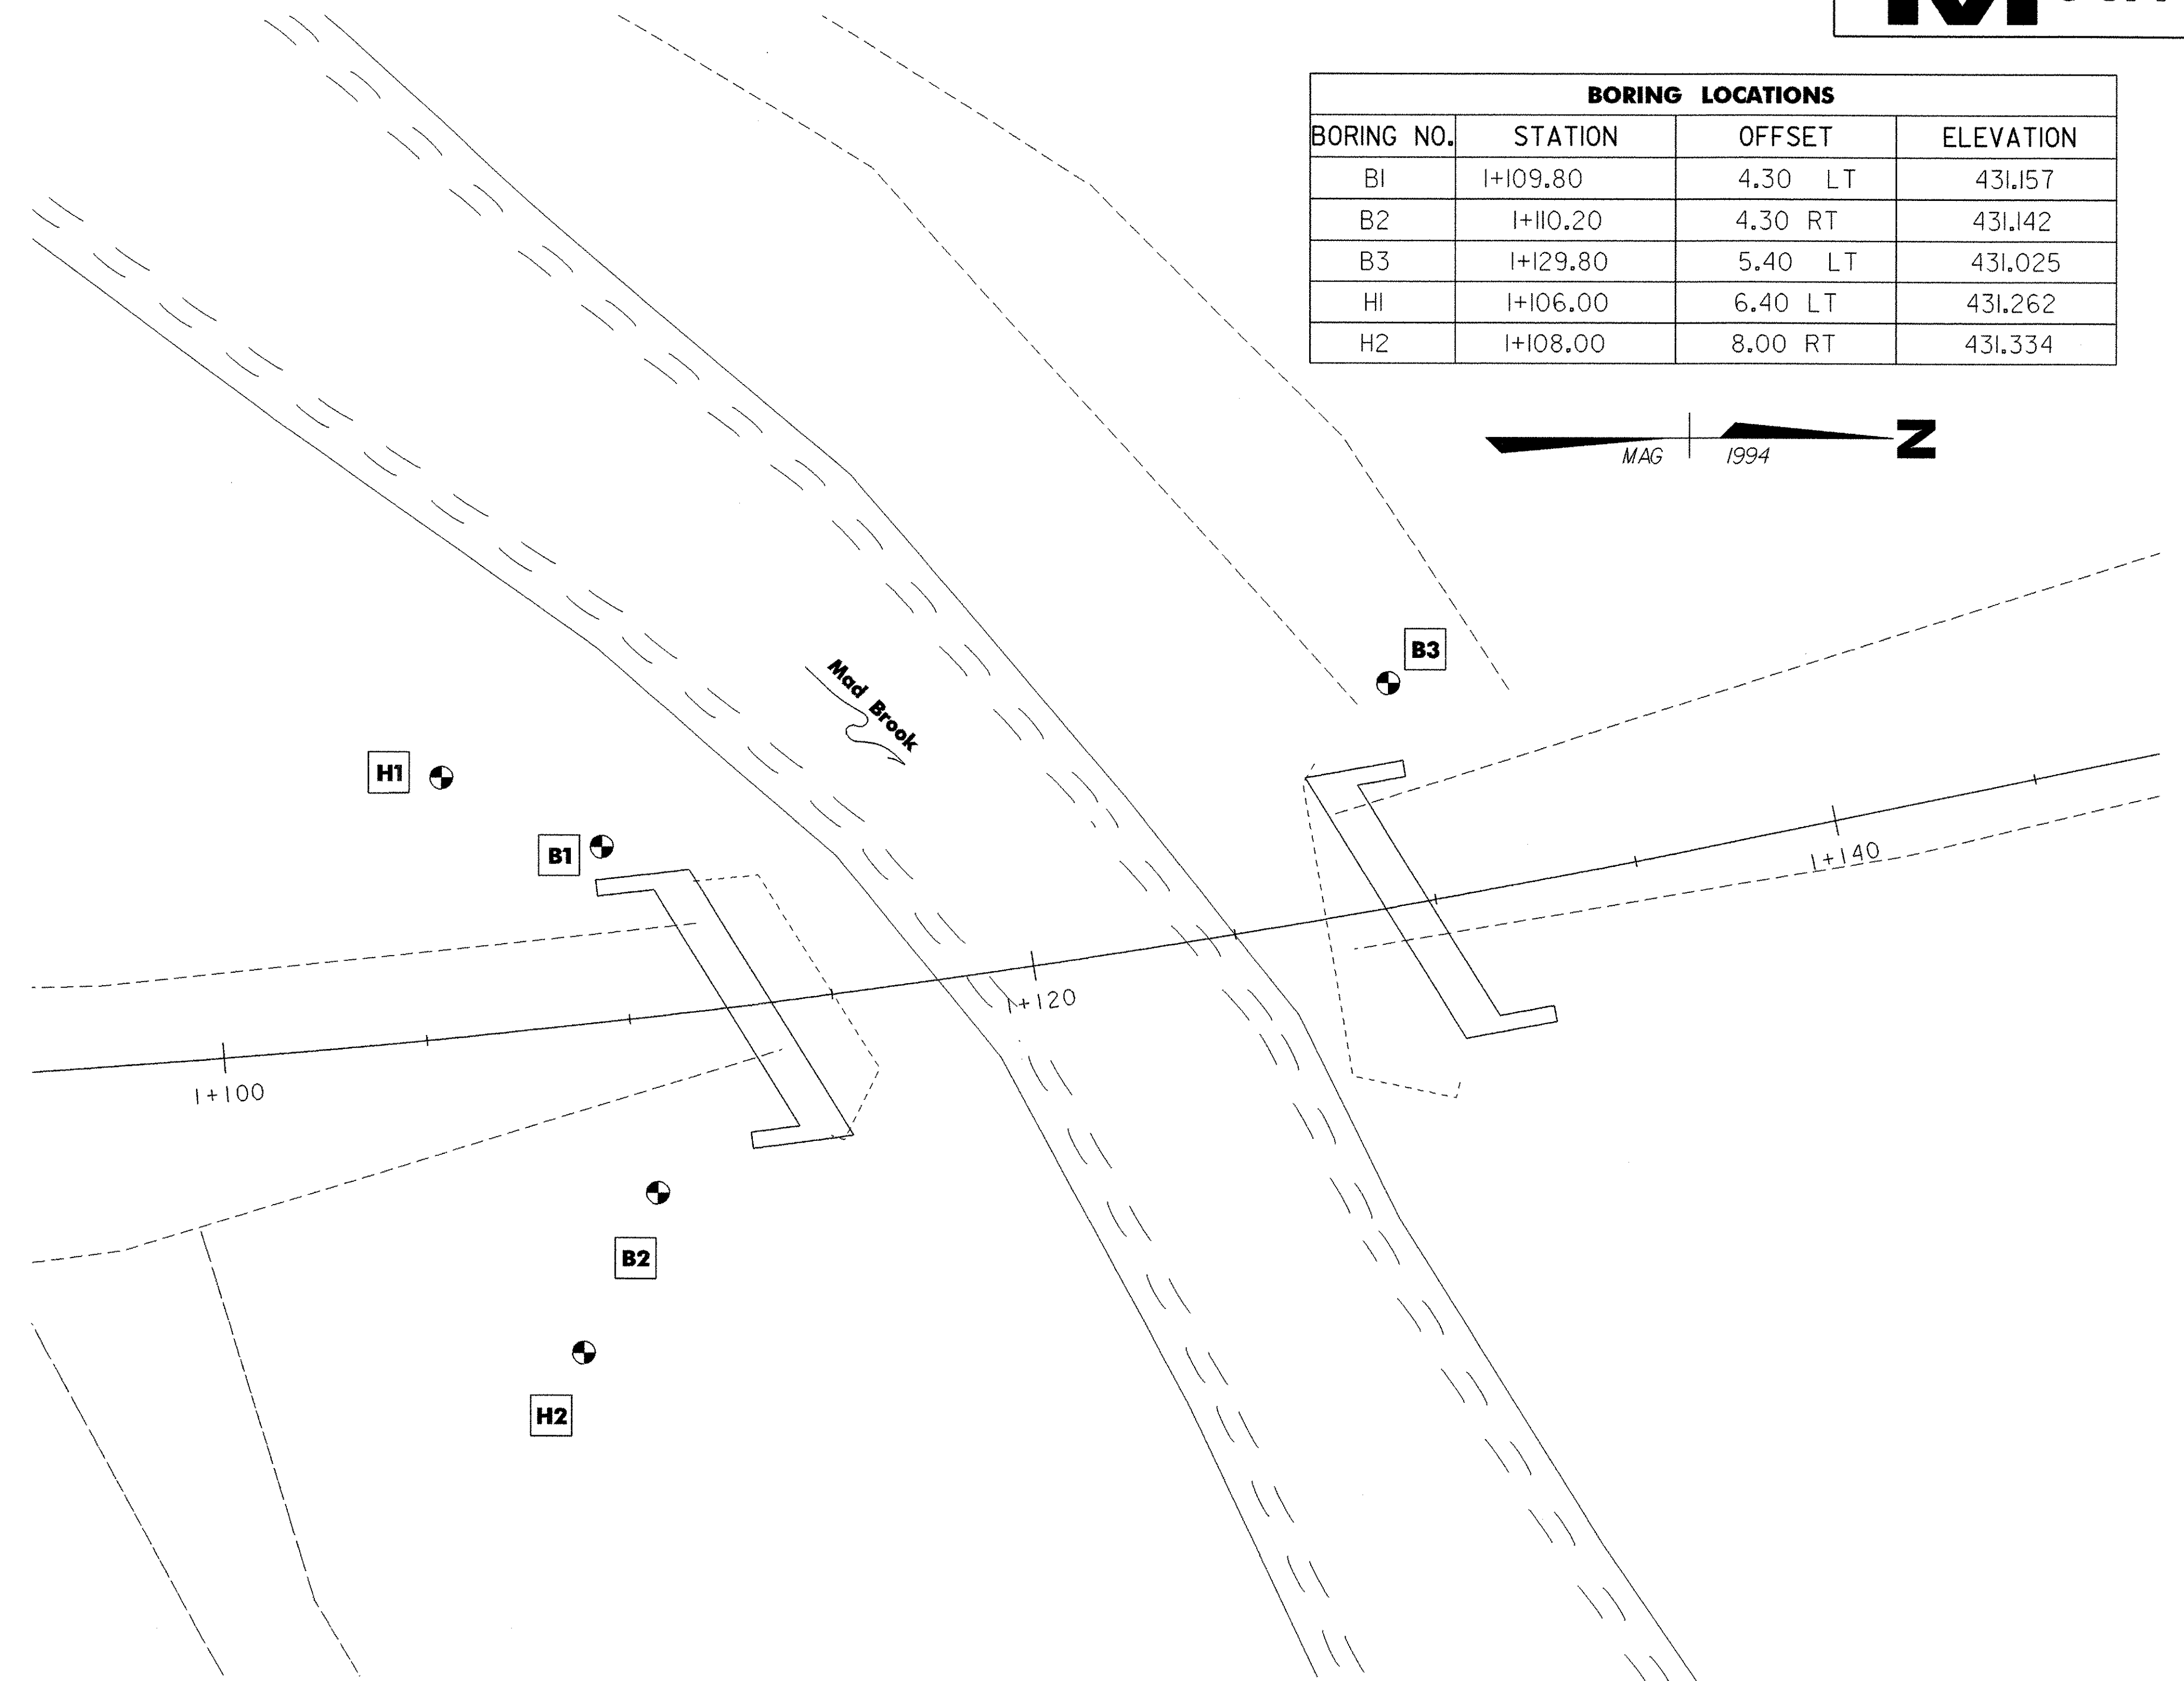 BORING LOCATIONS
BORING NO. STATION OFFSET ELEVATION
B1 1+109.80 4.30 LT 431.157
B2 1+110.20 4.30 RT 431.142
B3 1+129.80 5.40 LT 431.025
H1 1+106.00 6.40 LT 431.262
H2 1+108.00 8.00 RT 431.334
MAG 1994 N
B3
Mad Brook
H1
B1
1+140
1+120
1+100
B2
H2